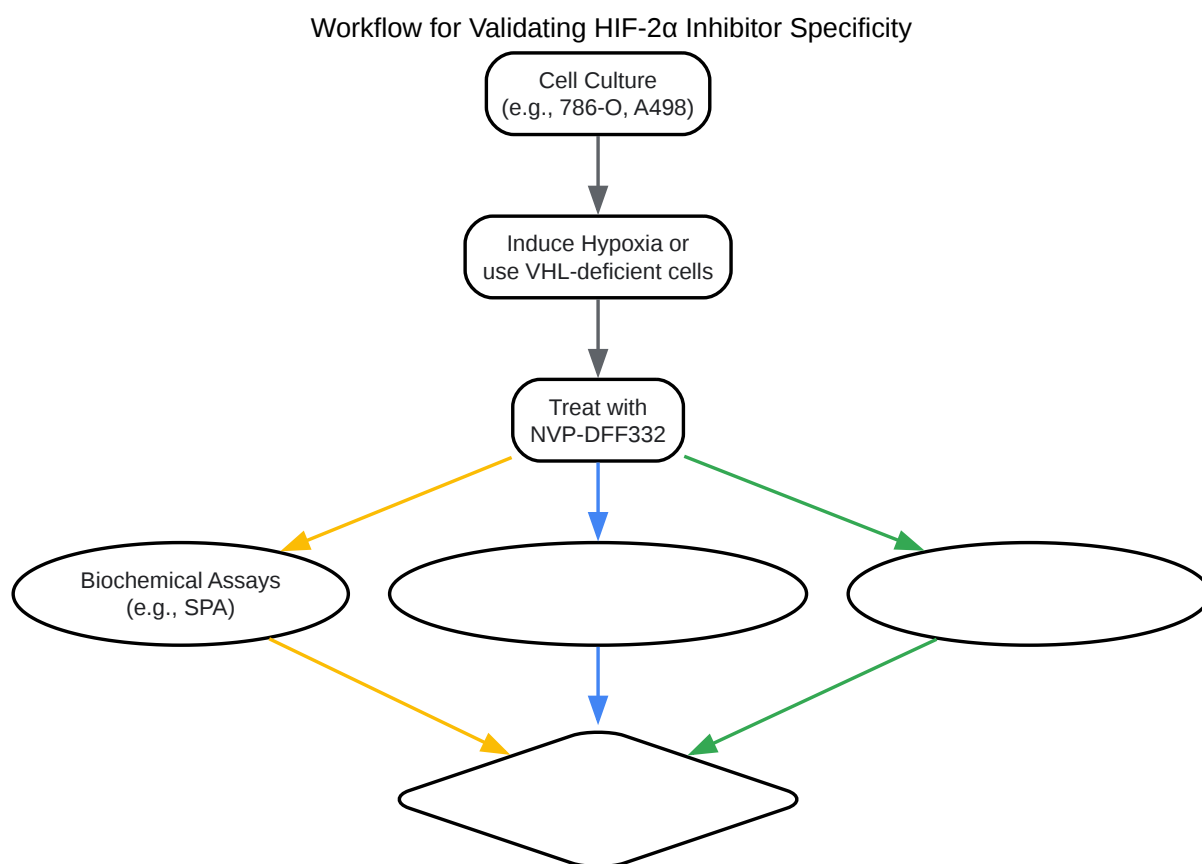 Workflow for Validating HIF-2α Inhibitor Specificity
Cell Culture
(e.g., 786-O, A498)
Induce Hypoxia or
use VHL-deficient cells
Treat with
NVP-DFF332
Biochemical Assays
(e.g., SPA)